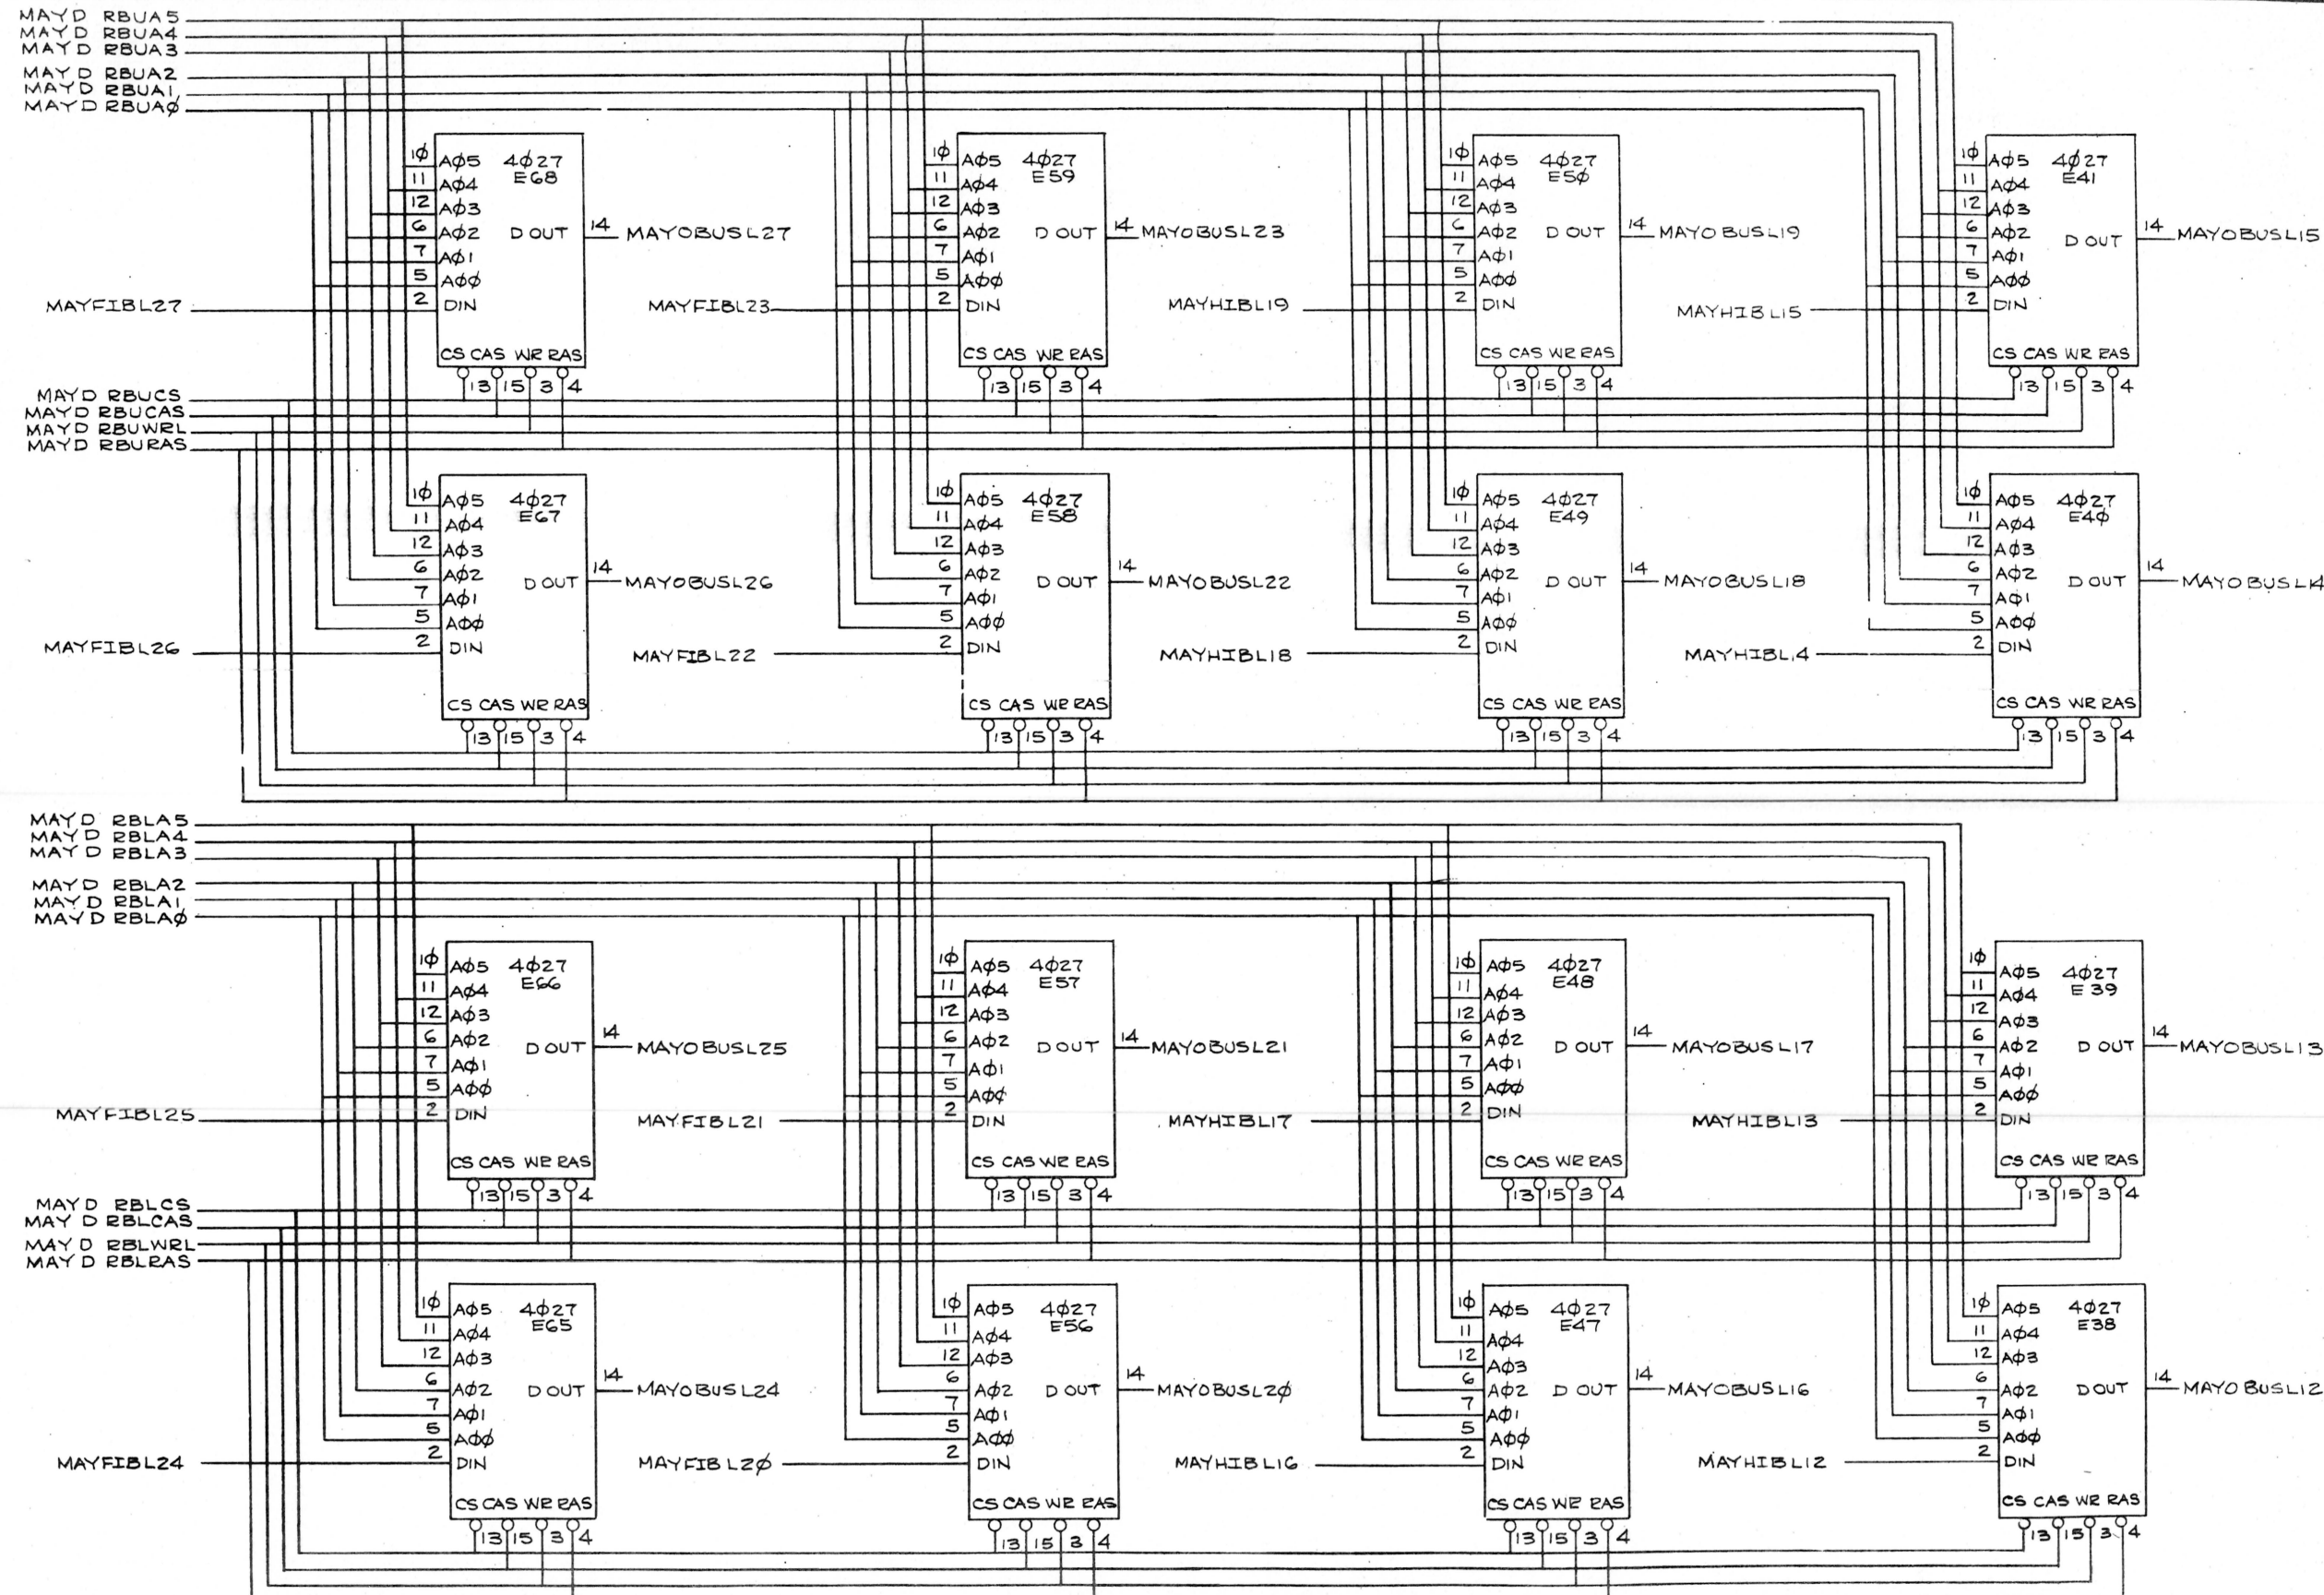 MAYD RBUA5
MAYD RBUA4
MAYD RBUA3
MAYD RBUA2
MAYD RBUA1
MAYD RBUAØ
1Ø AØ5 4Ø27
11 AØ4 E68
12 AØ3
6 AØ2 D OUT 14 MAYOBUSL27
7 AØ1
5 AØØ
MAYFIBL27 2 DIN
CS CAS WR RAS
13 15 3 4
1Ø AØ5 4Ø27
11 AØ4 E59
12 AØ3
6 AØ2 D OUT 14 MAYOBUSL23
7 AØ1
5 AØØ
MAYFIBL23 2 DIN
CS CAS WR RAS
13 15 3 4
1Ø AØ5 4Ø27
11 AØ4 E5Ø
12 AØ3
6 AØ2 D OUT 14 MAYOBUSL19
7 AØ1
5 AØØ
MAYHIBL19 2 DIN
CS CAS WR RAS
13 15 3 4
1Ø AØ5 4Ø27
11 AØ4 E41
12 AØ3
6 AØ2 D OUT 14 MAYOBUSL15
7 AØ1
5 AØØ
MAYHIBL15 2 DIN
CS CAS WR RAS
13 15 3 4
MAYD RBUCS
MAYD RBUCAS
MAYD RBUWRL
MAYD RBURAS
1Ø AØ5 4Ø27
11 AØ4 E67
12 AØ3
6 AØ2 D OUT 14 MAYOBUSL26
7 AØ1
5 AØØ
MAYFIBL26 2 DIN
CS CAS WR RAS
13 15 3 4
1Ø AØ5 4Ø27
11 AØ4 E58
12 AØ3
6 AØ2 D OUT 14 MAYOBUSL22
7 AØ1
5 AØØ
MAYFIBL22 2 DIN
CS CAS WR RAS
13 15 3 4
1Ø AØ5 4Ø27
11 AØ4 E49
12 AØ3
6 AØ2 D OUT 14 MAYOBUSL18
7 AØ1
5 AØØ
MAYHIBL18 2 DIN
CS CAS WR RAS
13 15 3 4
1Ø AØ5 4Ø27
11 AØ4 E4Ø
12 AØ3
6 AØ2 D OUT 14 MAYOBUSL14
7 AØ1
5 AØØ
MAYHIBL14 2 DIN
CS CAS WR RAS
13 15 3 4
MAYD RBLA5
MAYD RBLA4
MAYD RBLA3
MAYD RBLA2
MAYD RBLA1
MAYD RBLAØ
1Ø AØ5 4Ø27
11 AØ4 E66
12 AØ3
6 AØ2 D OUT 14 MAYOBUSL25
7 AØ1
5 AØØ
MAYFIBL25 2 DIN
CS CAS WR RAS
13 15 3 4
1Ø AØ5 4Ø27
11 AØ4 E57
12 AØ3
6 AØ2 D OUT 14 MAYOBUSL21
7 AØ1
5 AØØ
MAYFIBL21 2 DIN
CS CAS WR RAS
13 15 3 4
1Ø AØ5 4Ø27
11 AØ4 E48
12 AØ3
6 AØ2 D OUT 14 MAYOBUSL17
7 AØ1
5 AØØ
MAYHIBL17 2 DIN
CS CAS WR RAS
13 15 3 4
1Ø AØ5 4Ø27
11 AØ4 E39
12 AØ3
6 AØ2 D OUT 14 MAYOBUSL13
7 AØ1
5 AØØ
MAYHIBL13 2 DIN
CS CAS WR RAS
13 15 3 4
MAYD RBLCS
MAYD RBLCAS
MAYD RBLWRL
MAYD RBLRAS
1Ø AØ5 4Ø27
11 AØ4 E65
12 AØ3
6 AØ2 D OUT 14 MAYOBUSL24
7 AØ1
5 AØØ
MAYFIBL24 2 DIN
CS CAS WR RAS
13 15 3 4
1Ø AØ5 4Ø27
11 AØ4 E56
12 AØ3
6 AØ2 D OUT 14 MAYOBUSL2Ø
7 AØ1
5 AØØ
MAYFIBL2Ø 2 DIN
CS CAS WR RAS
13 15 3 4
1Ø AØ5 4Ø27
11 AØ4 E47
12 AØ3
6 AØ2 D OUT 14 MAYOBUSL16
7 AØ1
5 AØØ
MAYHIBL16 2 DIN
CS CAS WR RAS
13 15 3 4
1Ø AØ5 4Ø27
11 AØ4 E38
12 AØ3
6 AØ2 D OUT 14 MAYOBUSL12
7 AØ1
5 AØØ
MAYHIBL12 2 DIN
CS CAS WR RAS
13 15 3 4